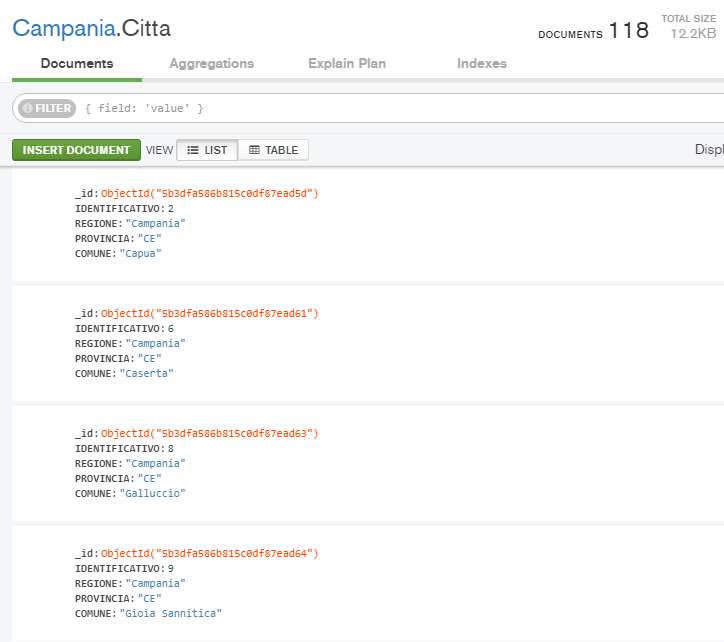 Campania.Citta
DOCUMENTS 118 TOTAL SIZE 12.2KB
Documents Aggregations Explain Plan Indexes
FILTER { field: 'value' }
INSERT DOCUMENT VIEW LIST TABLE Displ
_id: ObjectId("5b3dfa586b815c0df87ead5d")
IDENTIFICATIVO: 2
REGIONE: "Campania"
PROVINCIA: "CE"
COMUNE: "Capua"
_id: ObjectId("5b3dfa586b815c0df87ead61")
IDENTIFICATIVO: 6
REGIONE: "Campania"
PROVINCIA: "CE"
COMUNE: "Caserta"
_id: ObjectId("5b3dfa586b815c0df87ead63")
IDENTIFICATIVO: 8
REGIONE: "Campania"
PROVINCIA: "CE"
COMUNE: "Galluccio"
_id: ObjectId("5b3dfa586b815c0df87ead64")
IDENTIFICATIVO: 9
REGIONE: "Campania"
PROVINCIA: "CE"
COMUNE: "Gioia Sannitica"